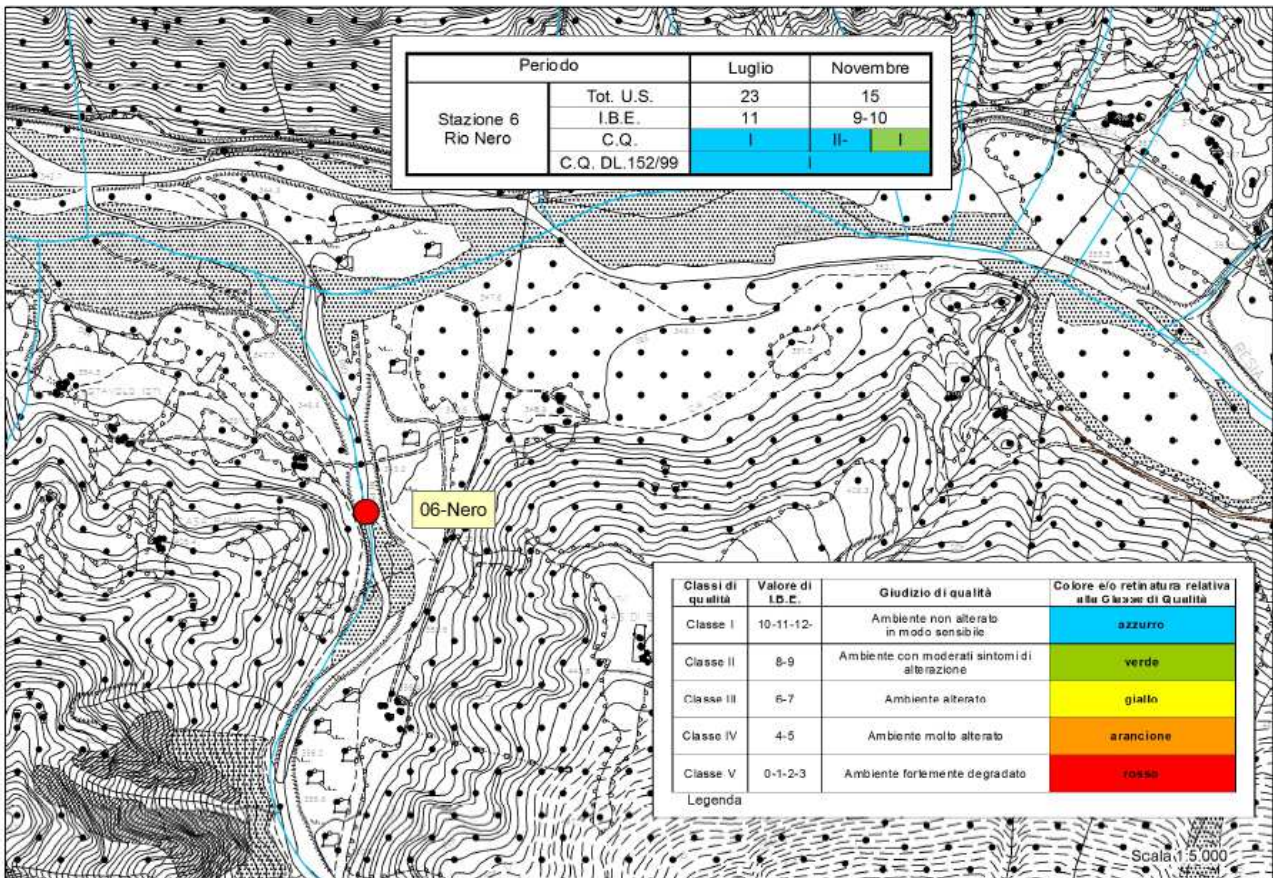 Periodo Luglio Novembre
Stazione 6
Rio Nero
Tot. U.S. 23 15
I.B.E. 11 9-10
C.Q. I II- I
C.Q. DL.152/99 I
06-Nero
Classi di qualità Valore di I.B.E. Giudizio di qualità Colore e/o retinatura relativa alla Classe di Qualità
Classe I 10-11-12- Ambiente non alterato in modo sensibile azzurro
Classe II 8-9 Ambiente con moderati sintomi di alterazione verde
Classe III 6-7 Ambiente alterato giallo
Classe IV 4-5 Ambiente molto alterato arancione
Classe V 0-1-2-3 Ambiente fortemente degradato rosso
Legenda
Scala 1:5.000